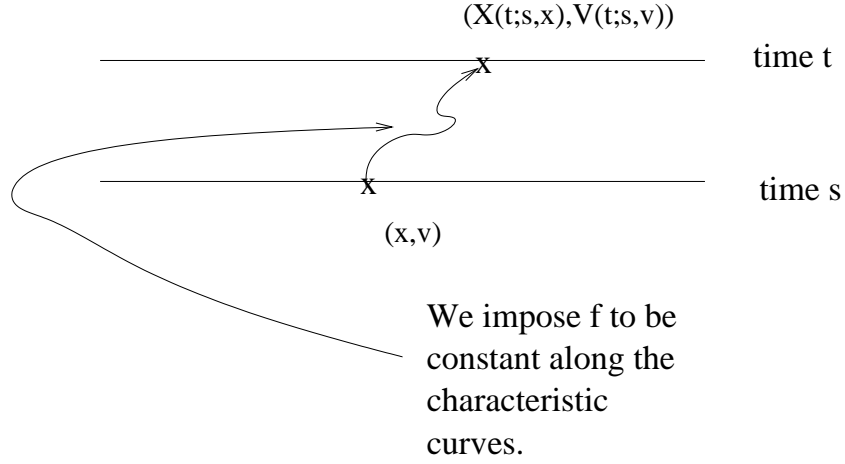 (X(t;s,x),V(t;s,v))
x
time t
x
time s
(x,v)
We impose f to be
constant along the
characteristic
curves.